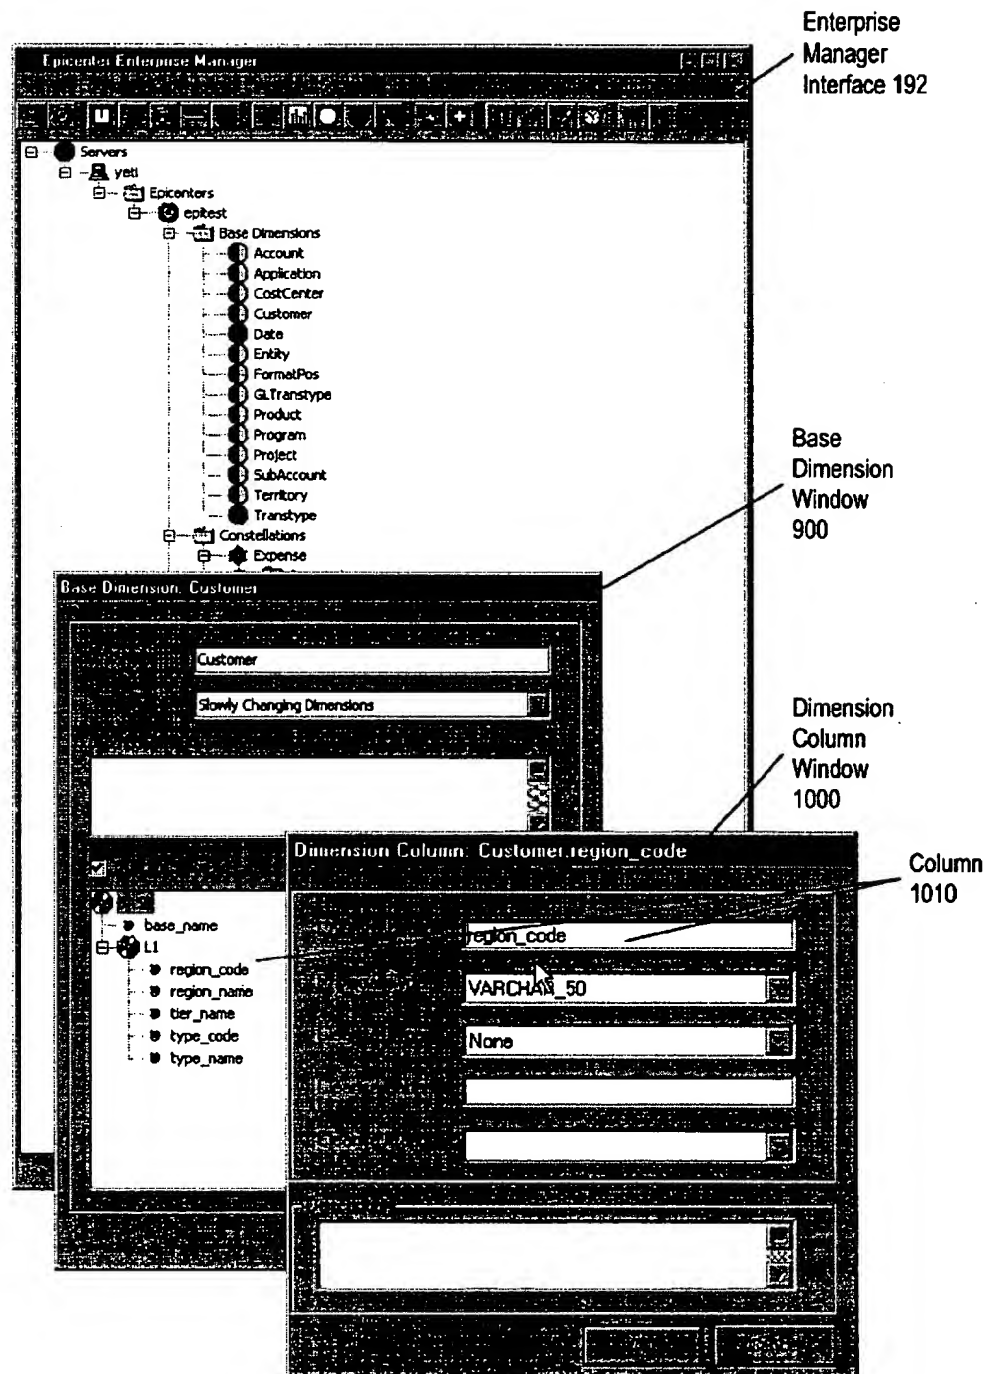 Enterprise
Manager
Interface 192
Epicenter Enterprise Manager
Servers
yeti
Epicenters
epitest
Base Dimensions
Account
Application
CostCenter
Customer
Date
Entity
FormatPos
GLTranstype
Product
Program
Project
SubAccount
Territory
Transtype
Constellations
Expense
Base
Dimension
Window
900
Base Dimension: Customer
Customer
Slowly Changing Dimensions
Dimension
Column
Window
1000
Dimension Column: Customer.region_code
Column
1010
base_name
L1
region_code
region_name
tier_name
type_code
type_name
region_code
VARCHAR_50
None